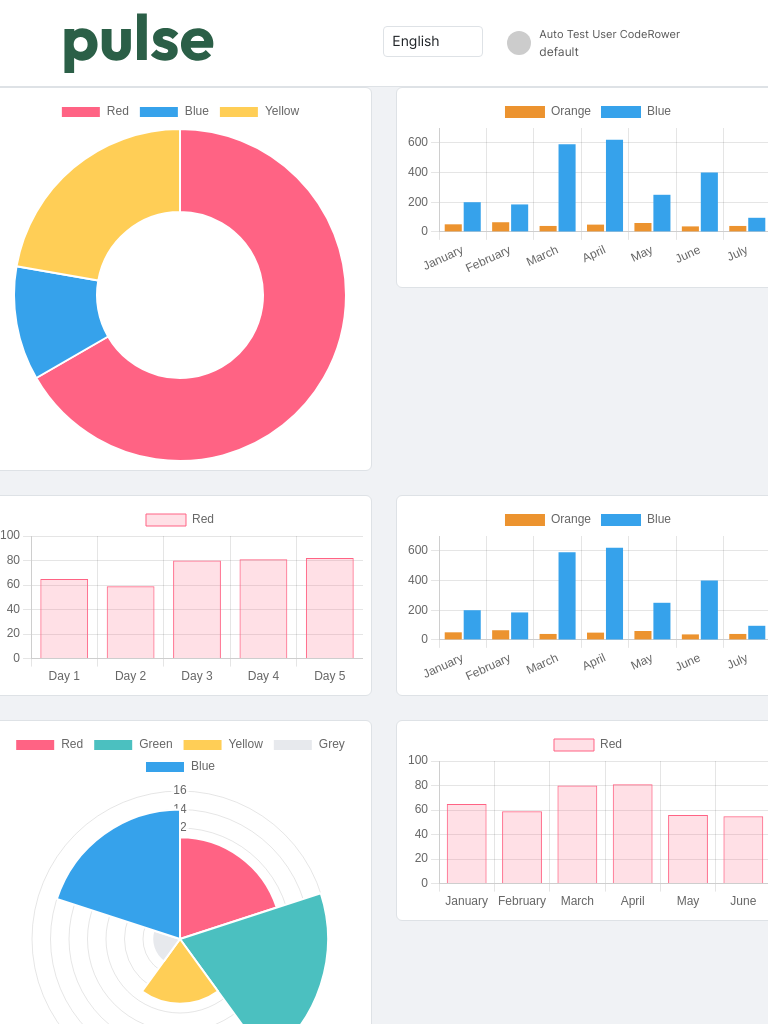 pulse
English
Auto Test User CodeRower
default
Red Blue Yellow
Orange Blue
600
400
200
0
January February March April May June July
Red
100
80
60
40
20
0
Day 1 Day 2 Day 3 Day 4 Day 5
Orange Blue
600
400
200
0
January February March April May June July
Red Green Yellow Grey
Blue
16
14
2
Red
100
80
60
40
20
0
January February March April May June